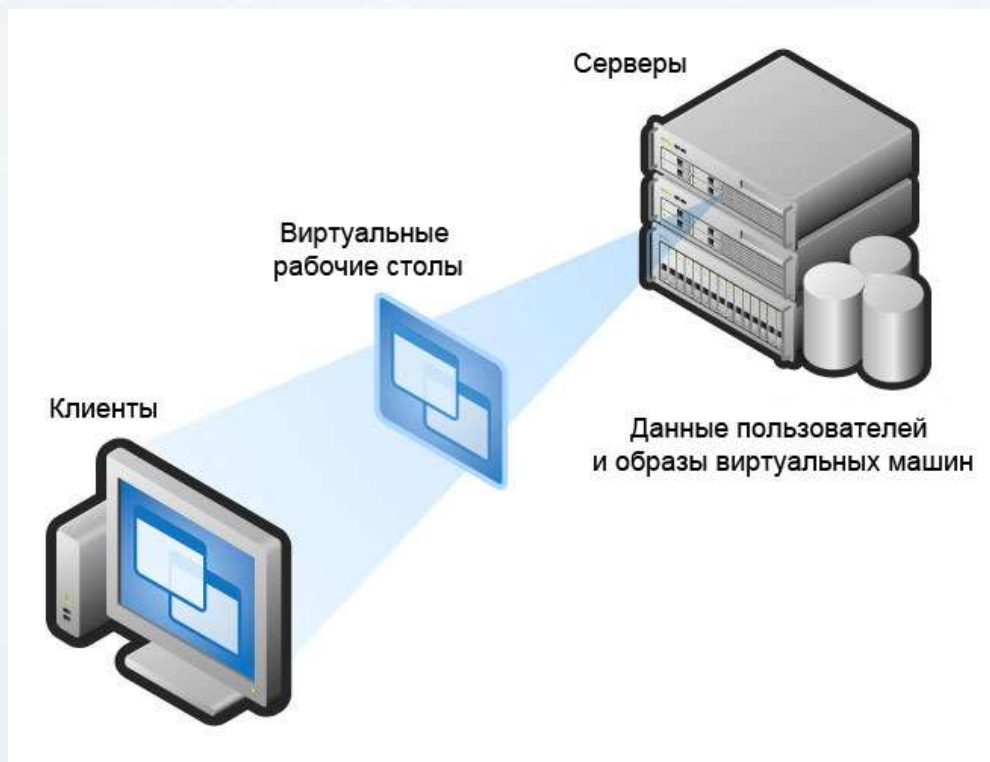 Серверы
Виртуальные
рабочие столы
Клиенты
Данные пользователей
и образы виртуальных машин